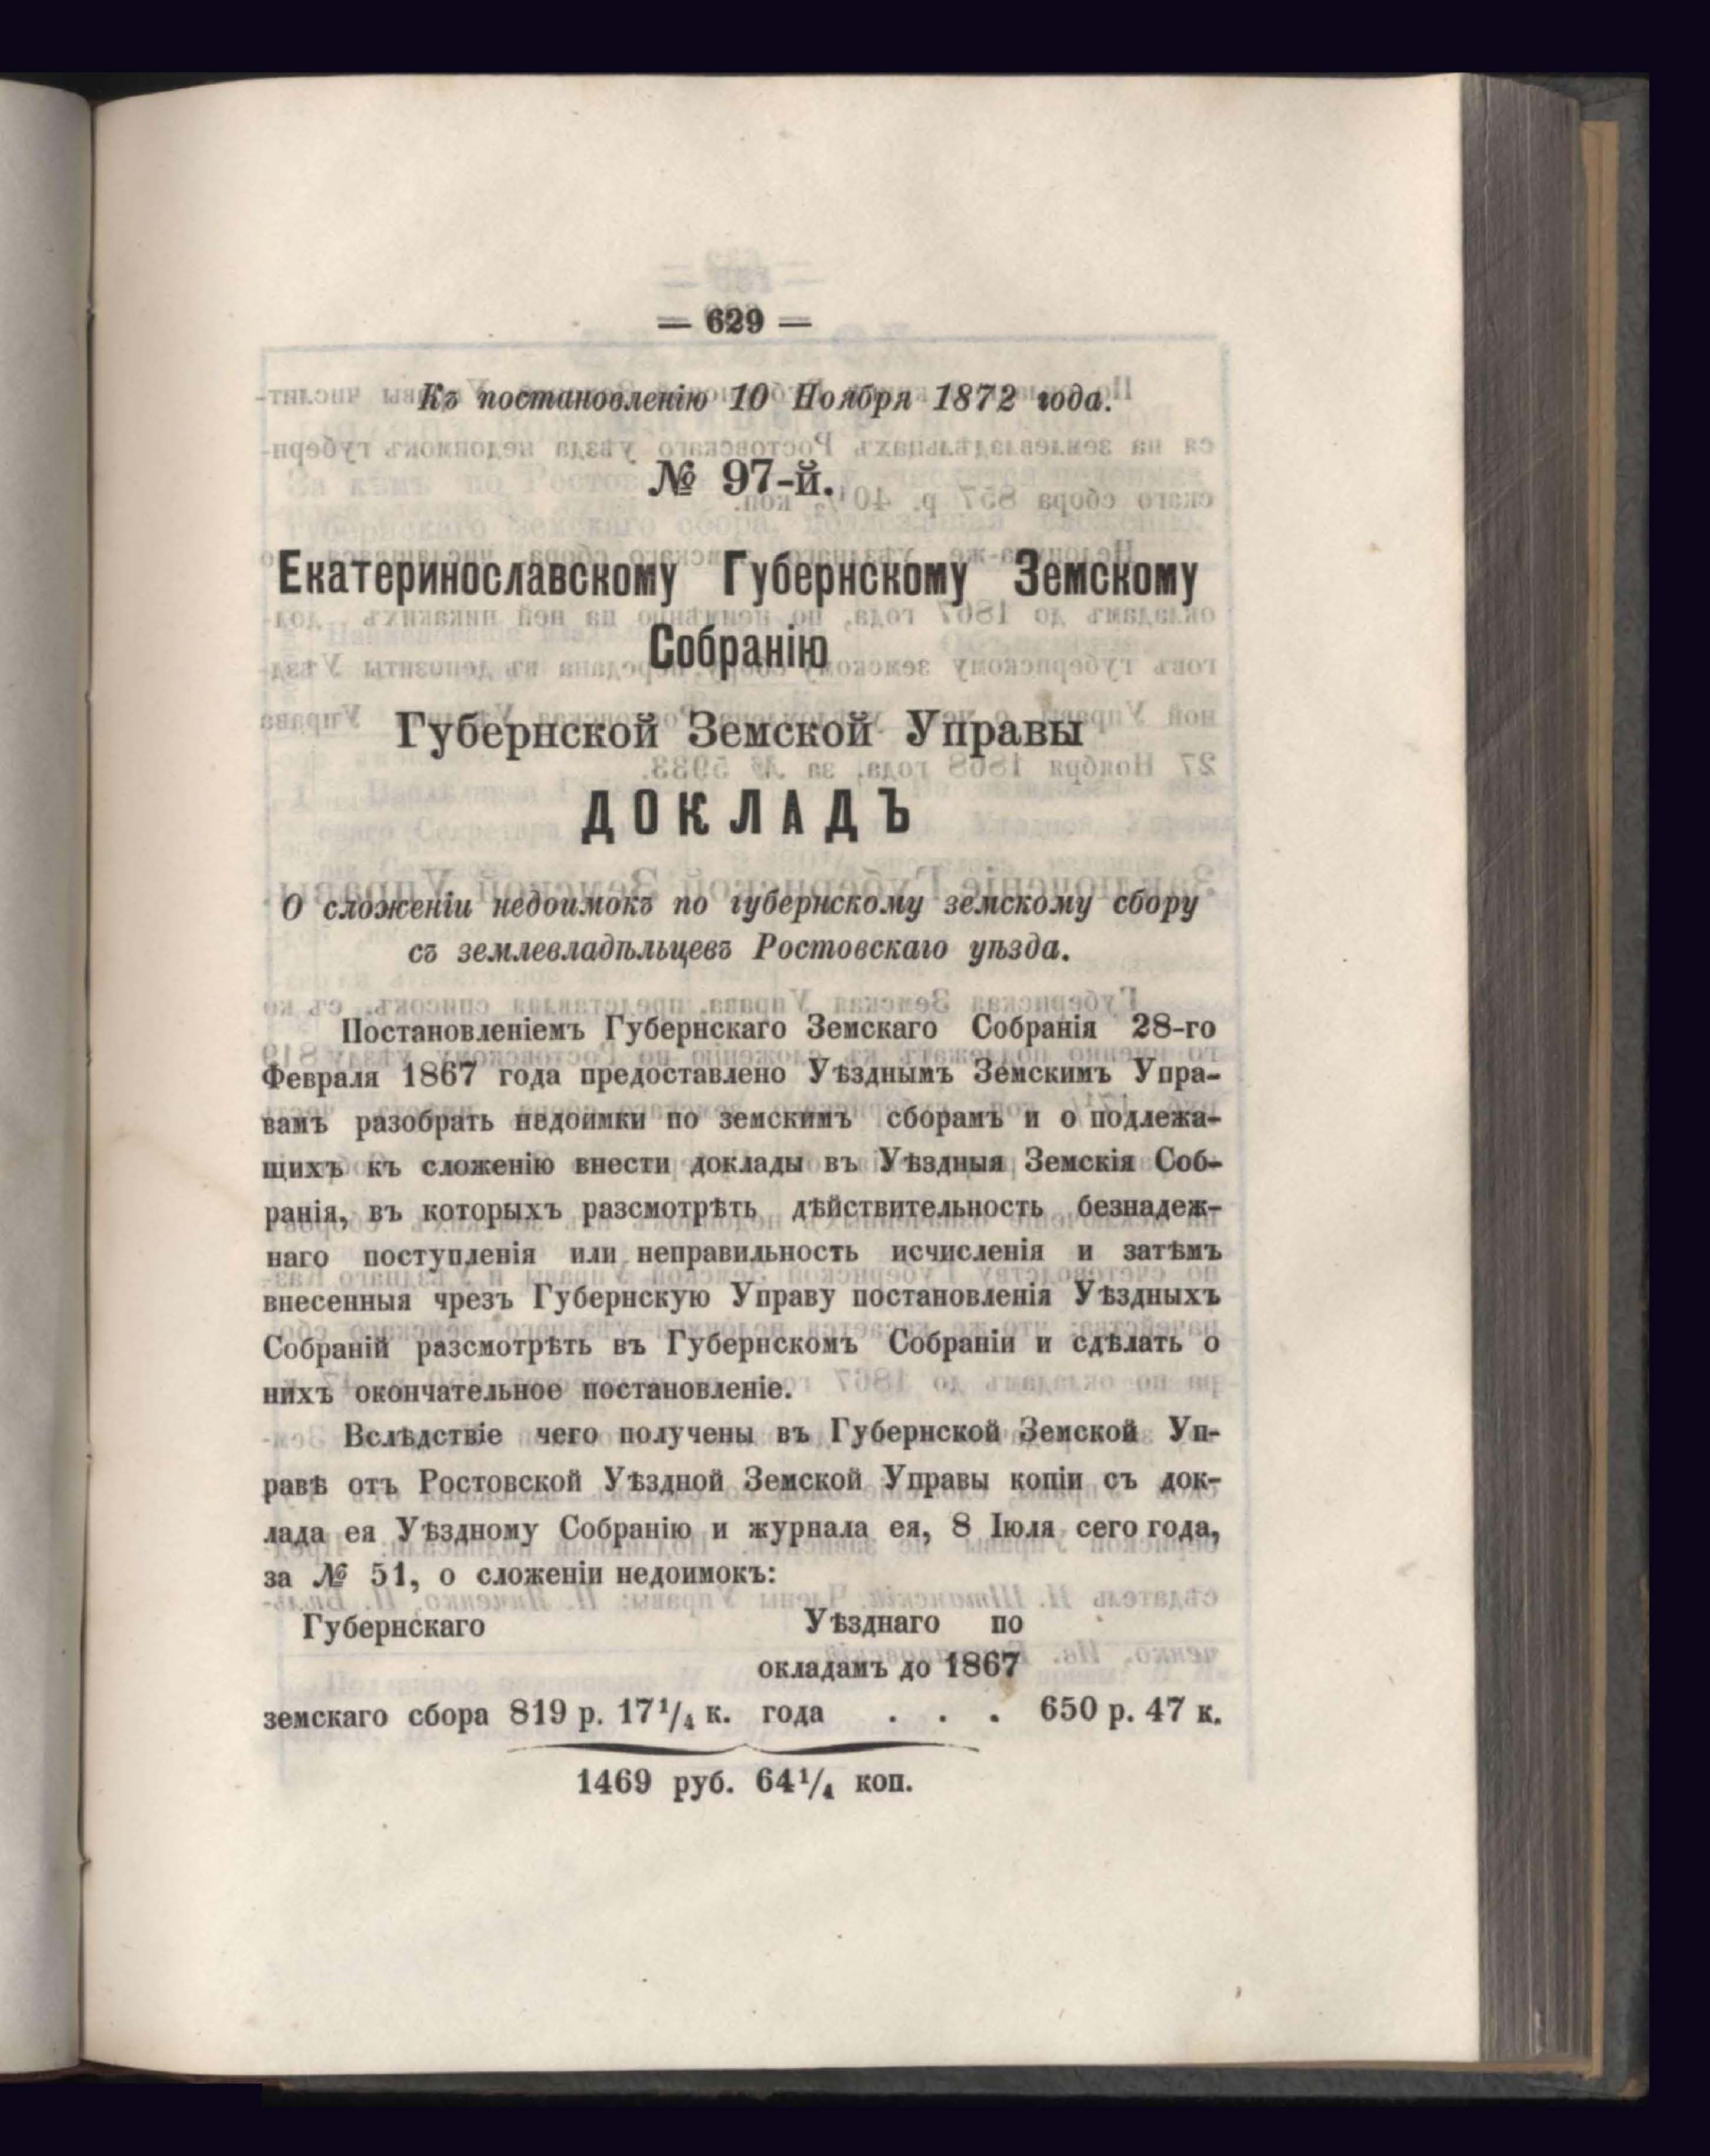 — 629 —
Къ постановленію 10 Ноября 1872 года.
№ 97-й.
Екатеринославскому Губернскому Земскому
Собранію
Губернской Земской Управы
ДОКЛАДЪ
О сложеніи недоимокъ по губернскому земскому сбору
съ землевладѣльцевъ Ростовскаго уѣзда.
Постановленіемъ Губернскаго Земскаго Собранія 28-го
Февраля 1867 года предоставлено Уѣзднымъ Земскимъ Упра-
вамъ разобрать недоимки по земскимъ сборамъ и о подлежа-
щихъ къ сложенію внести доклады въ Уѣздныя Земскія Соб-
ранія, въ которыхъ разсмотрѣть дѣйствительность безнадеж-
наго поступленія или неправильность исчисленія и затѣмъ
внесенныя чрезъ Губернскую Управу постановленія Уѣздныхъ
Собраній разсмотрѣть въ Губернскомъ Собраніи и сдѣлать о
нихъ окончательное постановленіе.
Вслѣдствіе чего получены въ Губернской Земской Уп-
равѣ отъ Ростовской Уѣздной Земской Управы копіи съ док-
лада ея Уѣздному Собранію и журнала ея, 8 Іюля сего года,
за № 51, о сложеніи недоимокъ:
Губернскаго Уѣзднаго по
окладамъ до 1867
земскаго сбора 819 р. 17¹/₄ к. года . . . 650 р. 47 к.
1469 руб. 64¹/₄ коп.